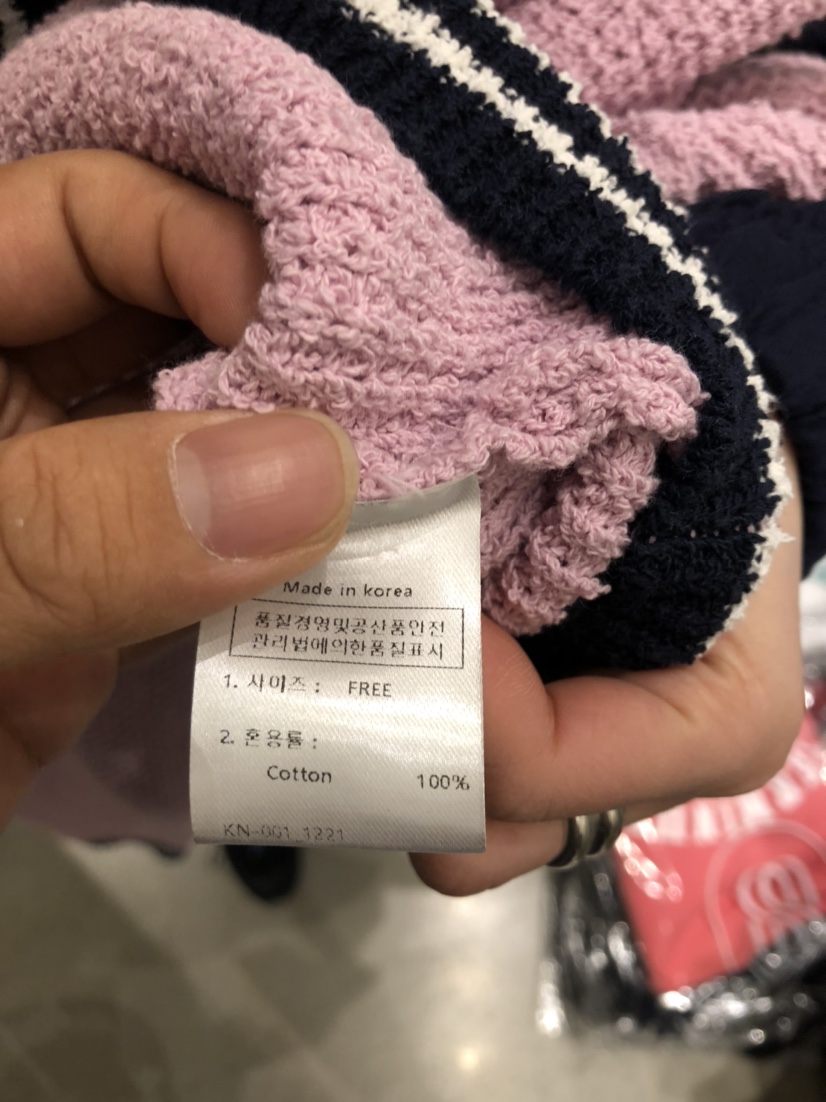 Made in korea
품질경영및공산품안전
관리법에의한품질표시
1. 사이즈 : FREE
2. 혼용률 :
Cotton 100%
KN-001 1221